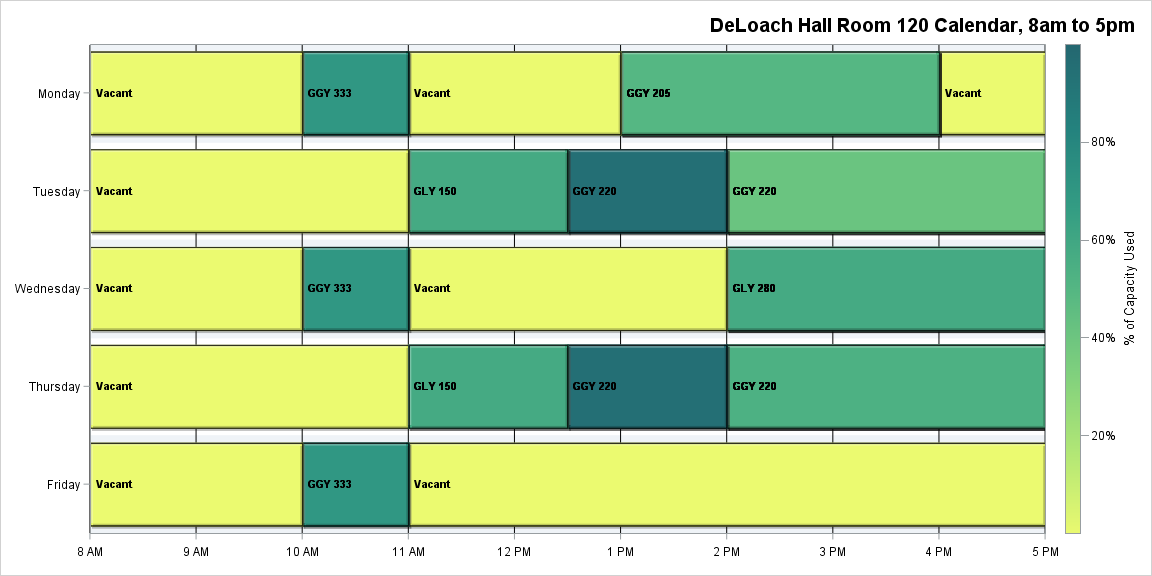 DeLoach Hall Room 120 Calendar, 8am to 5pm
Monday
Vacant
GGY 333
Vacant
GGY 205
Vacant
Tuesday
Vacant
GLY 150
GGY 220
GGY 220
Wednesday
Vacant
GGY 333
Vacant
GLY 280
Thursday
Vacant
GLY 150
GGY 220
GGY 220
Friday
Vacant
GGY 333
Vacant
8 AM
9 AM
10 AM
11 AM
12 PM
1 PM
2 PM
3 PM
4 PM
5 PM
80%
60%
40%
20%
% of Capacity Used